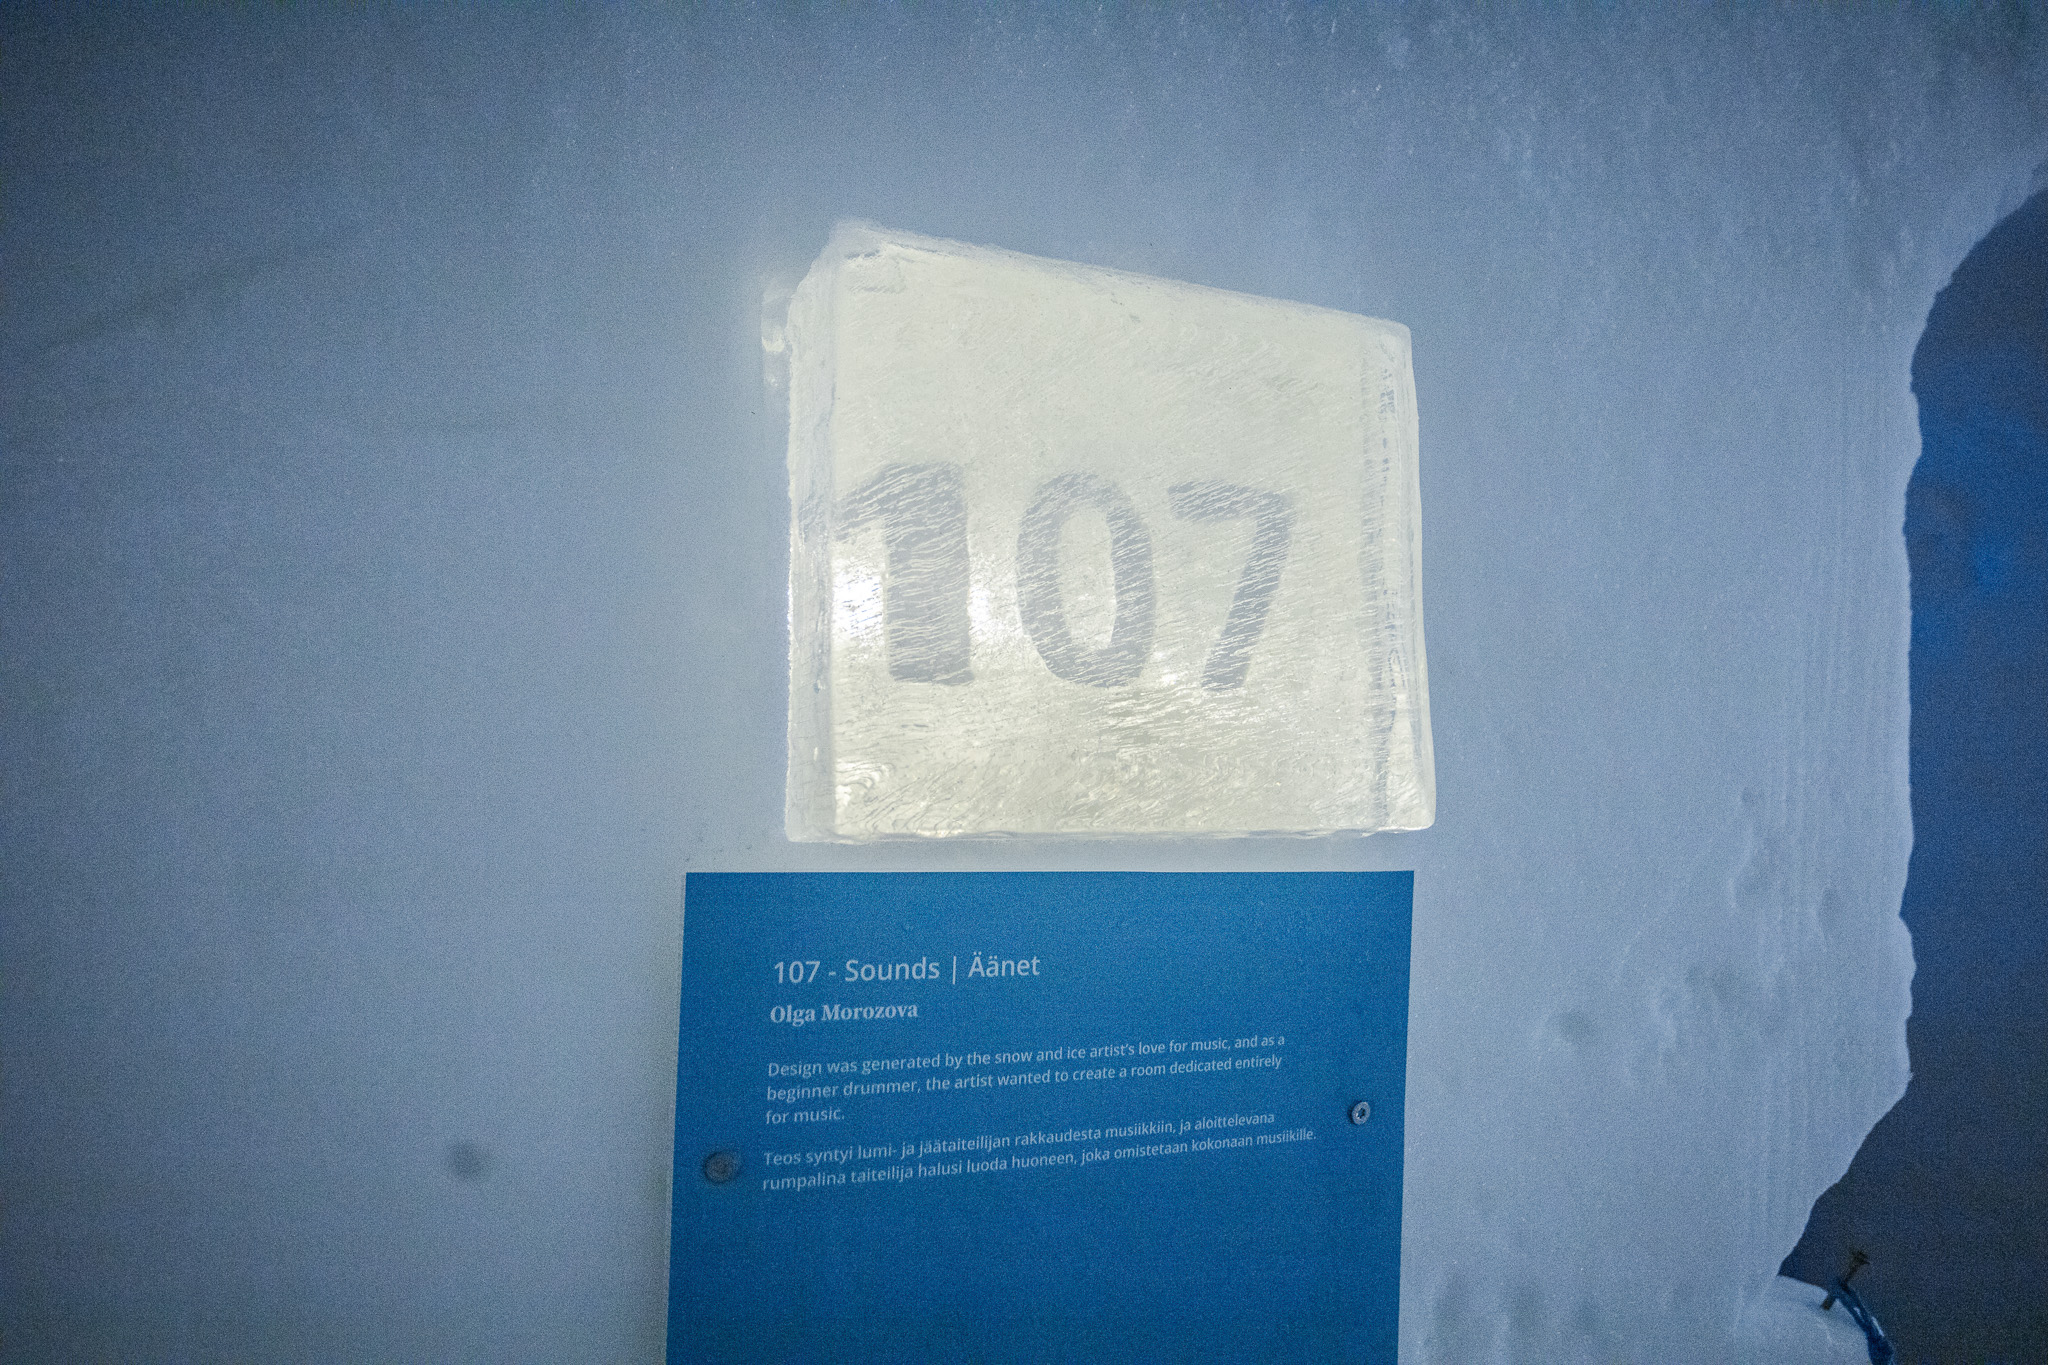 107
107 - Sounds | Äänet
Olga Morozova
Design was generated by the snow and ice artist's love for music, and as a
beginner drummer, the artist wanted to create a room dedicated entirely
for music.
Teos syntyi lumi- ja jäätaiteilijan rakkaudesta musiikkiin, ja aloittelevana
rumpalina taiteilija halusi luoda huoneen, joka omistetaan kokonaan musiikille.